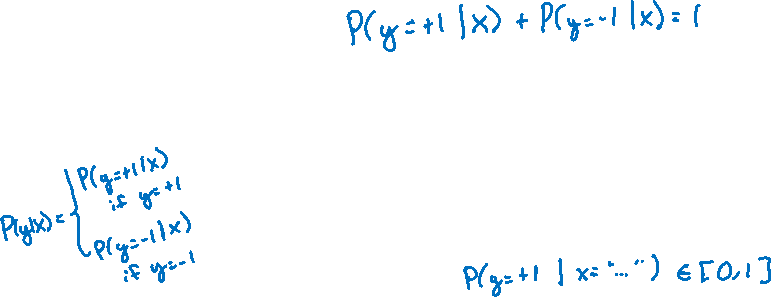 P(y=+1|x) + P(y=-1|x) = 1
P(y=+1|x)
if y=+1
P(y|x) = {
P(y=-1|x)
if y=-1
P(y=+1 | x="...") ∈ [0,1]